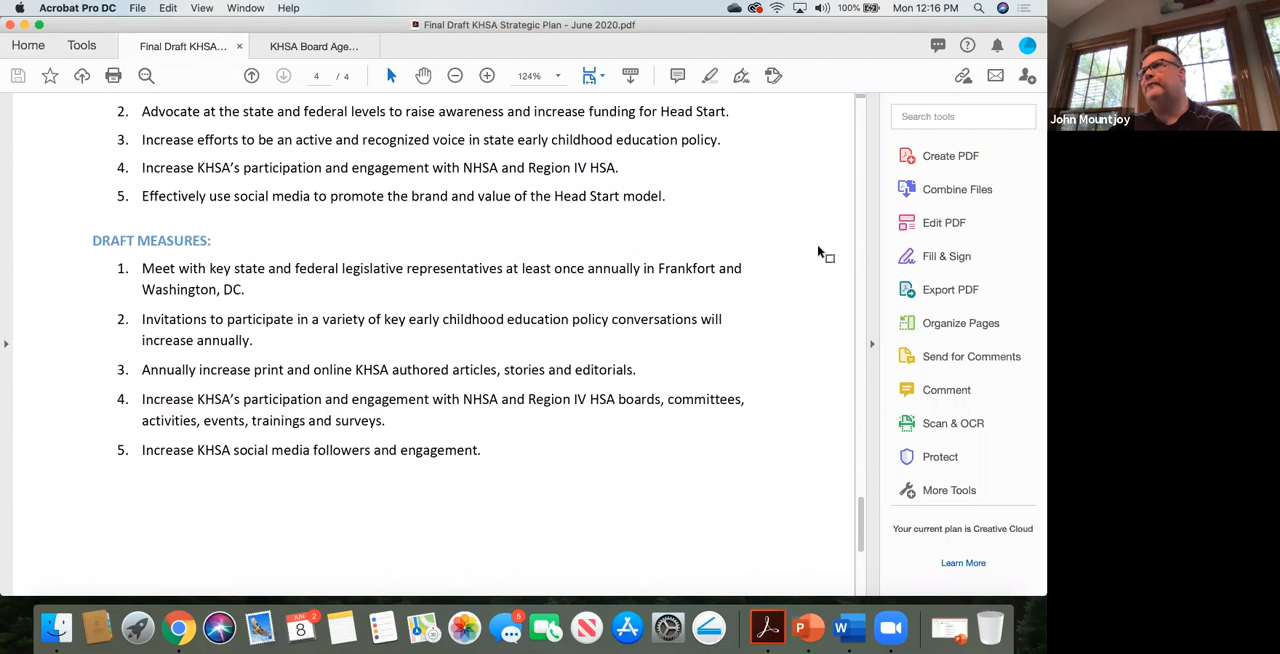 Acrobat Pro DC File Edit View Window Help 100% Mon 12:16 PM
Final Draft KHSA Strategic Plan - June 2020.pdf
Home Tools Final Draft KHSA... × KHSA Board Age...
4 / 4 124%
2. Advocate at the state and federal levels to raise awareness and increase funding for Head Start.
3. Increase efforts to be an active and recognized voice in state early childhood education policy.
4. Increase KHSA's participation and engagement with NHSA and Region IV HSA.
5. Effectively use social media to promote the brand and value of the Head Start model.
DRAFT MEASURES:
1. Meet with key state and federal legislative representatives at least once annually in Frankfort and
Washington, DC.
2. Invitations to participate in a variety of key early childhood education policy conversations will
increase annually.
3. Annually increase print and online KHSA authored articles, stories and editorials.
4. Increase KHSA's participation and engagement with NHSA and Region IV HSA boards, committees,
activities, events, trainings and surveys.
5. Increase KHSA social media followers and engagement.
Search tools
Create PDF
Combine Files
Edit PDF
Fill & Sign
Export PDF
Organize Pages
Send for Comments
Comment
Scan & OCR
Protect
More Tools
Your current plan is Creative Cloud
Learn More
John Mountjoy
JUN
8
2
5
P
W